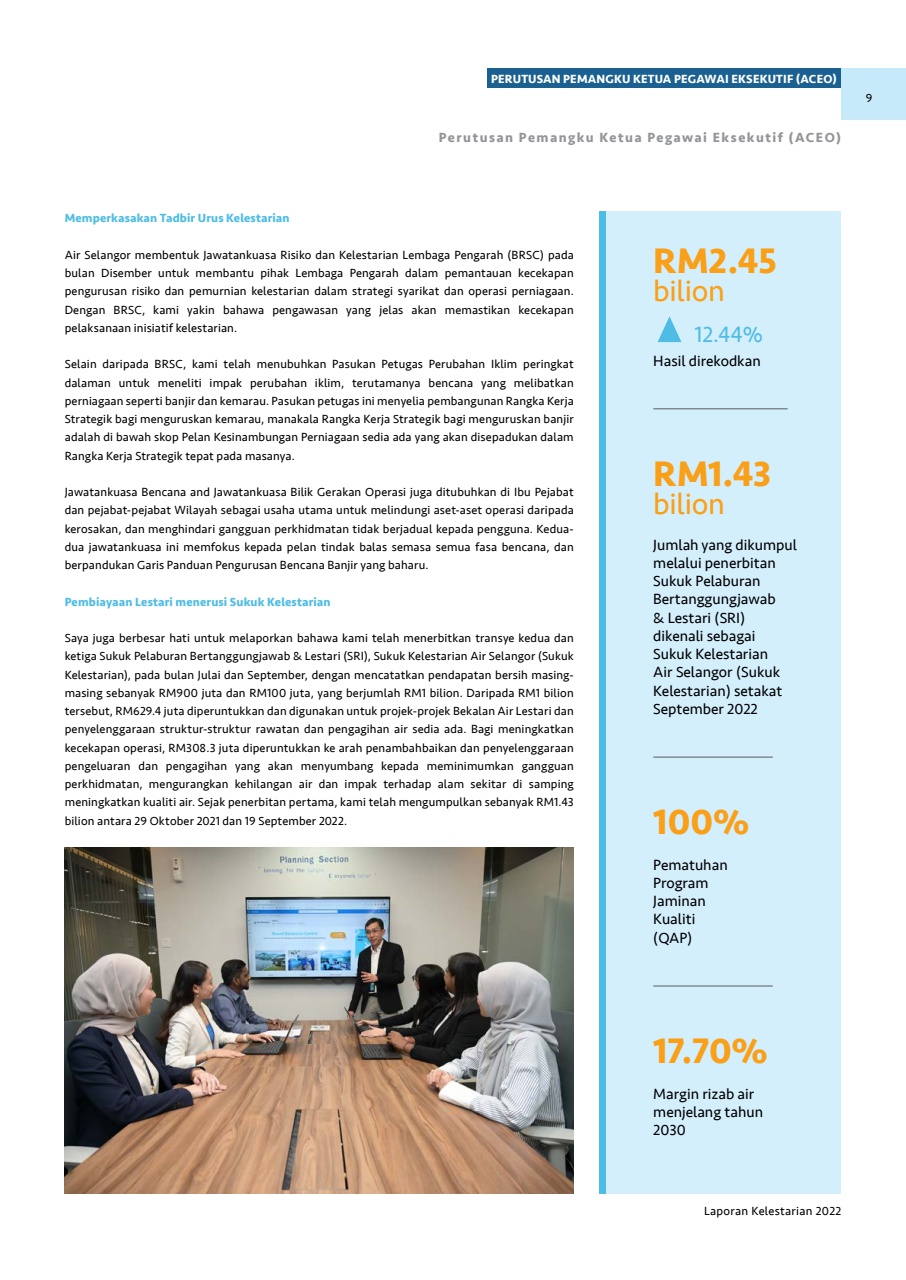 PERUTUSAN PEMANGKU KETUA PEGAWAI EKSEKUTIF (ACEO)
9
Perutusan Pemangku Ketua Pegawai Eksekutif (ACEO)
Memperkasakan Tadbir Urus Kelestarian
Air Selangor membentuk Jawatankuasa Risiko dan Kelestarian Lembaga Pengarah (BRSC) pada
bulan Disember untuk membantu pihak Lembaga Pengarah dalam pemantauan kecekapan
pengurusan risiko dan pemurnian kelestarian dalam strategi syarikat dan operasi perniagaan.
Dengan BRSC, kami yakin bahawa pengawasan yang jelas akan memastikan kecekapan
pelaksanaan inisiatif kelestarian.
Selain daripada BRSC, kami telah menubuhkan Pasukan Petugas Perubahan Iklim peringkat
dalaman untuk meneliti impak perubahan iklim, terutamanya bencana yang melibatkan
perniagaan seperti banjir dan kemarau. Pasukan petugas ini menyelia pembangunan Rangka Kerja
Strategik bagi menguruskan kemarau, manakala Rangka Kerja Strategik bagi menguruskan banjir
adalah di bawah skop Pelan Kesinambungan Perniagaan sedia ada yang akan disepadukan dalam
Rangka Kerja Strategik tepat pada masanya.
Jawatankuasa Bencana and Jawatankuasa Bilik Gerakan Operasi juga ditubuhkan di Ibu Pejabat
dan pejabat-pejabat Wilayah sebagai usaha utama untuk melindungi aset-aset operasi daripada
kerosakan, dan menghindari gangguan perkhidmatan tidak berjadual kepada pengguna. Kedua-
dua jawatankuasa ini memfokus kepada pelan tindak balas semasa semua fasa bencana, dan
berpandukan Garis Panduan Pengurusan Bencana Banjir yang baharu.
Pembiayaan Lestari menerusi Sukuk Kelestarian
Saya juga berbesar hati untuk melaporkan bahawa kami telah menerbitkan transye kedua dan
ketiga Sukuk Pelaburan Bertanggungjawab & Lestari (SRI), Sukuk Kelestarian Air Selangor (Sukuk
Kelestarian), pada bulan Julai dan September, dengan mencatatkan pendapatan bersih masing-
masing sebanyak RM900 juta dan RM100 juta, yang berjumlah RM1 bilion. Daripada RM1 bilion
tersebut, RM629.4 juta diperuntukkan dan digunakan untuk projek-projek Bekalan Air Lestari dan
penyelenggaraan struktur-struktur rawatan dan pengagihan air sedia ada. Bagi meningkatkan
kecekapan operasi, RM308.3 juta diperuntukkan ke arah penambahbaikan dan penyelenggaraan
pengeluaran dan pengagihan yang akan menyumbang kepada meminimumkan gangguan
perkhidmatan, mengurangkan kehilangan air dan impak terhadap alam sekitar di samping
meningkatkan kualiti air. Sejak penerbitan pertama, kami telah mengumpulkan sebanyak RM1.43
bilion antara 29 Oktober 2021 dan 19 September 2022.
Planning Section
RM2.45
bilion
12.44%
Hasil direkodkan
RM1.43
bilion
Jumlah yang dikumpul
melalui penerbitan
Sukuk Pelaburan
Bertanggungjawab
& Lestari (SRI)
dikenali sebagai
Sukuk Kelestarian
Air Selangor (Sukuk
Kelestarian) setakat
September 2022
100%
Pematuhan
Program
Jaminan
Kualiti
(QAP)
17.70%
Margin rizab air
menjelang tahun
2030
Laporan Kelestarian 2022